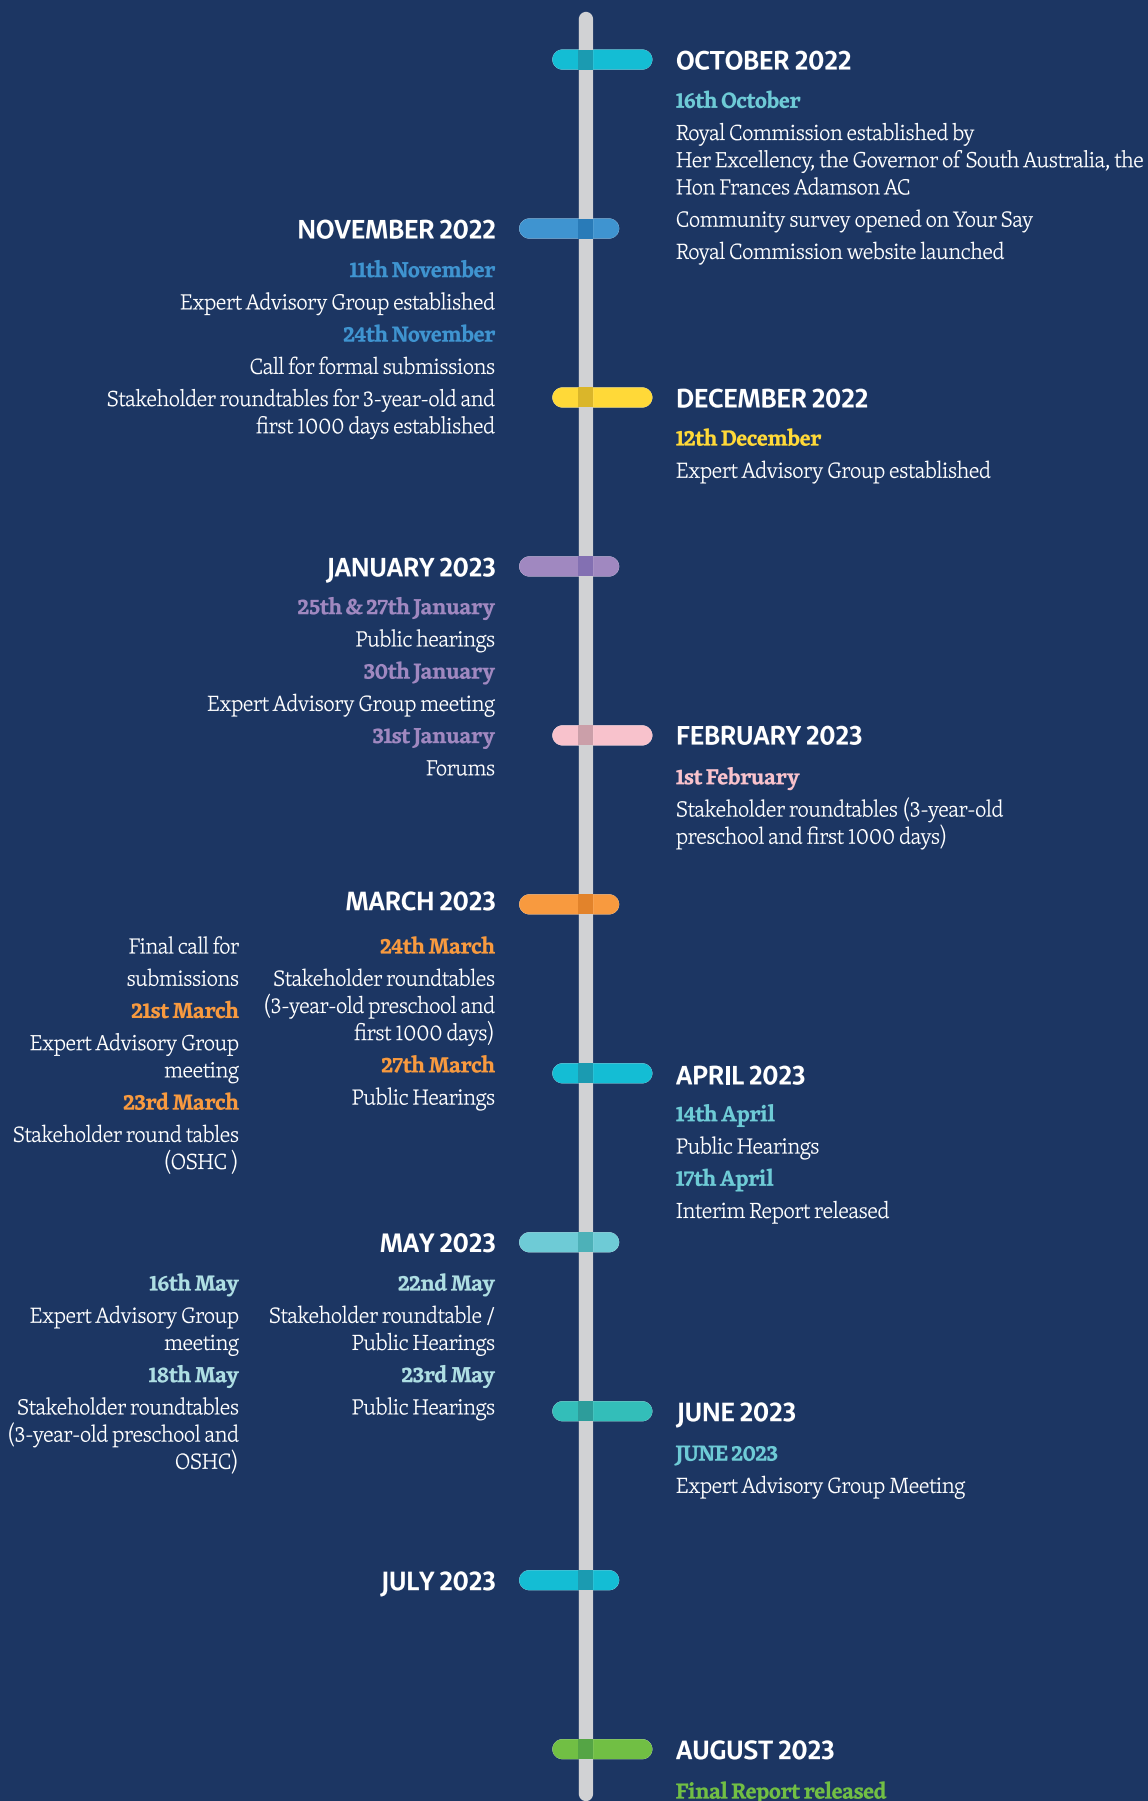 OCTOBER 2022
16th October
Royal Commission established by
Her Excellency, the Governor of South Australia, the
Hon Frances Adamson AC
Community survey opened on Your Say
Royal Commission website launched
NOVEMBER 2022
11th November
Expert Advisory Group established
24th November
Call for formal submissions
Stakeholder roundtables for 3-year-old and
first 1000 days established
DECEMBER 2022
12th December
Expert Advisory Group established
JANUARY 2023
25th & 27th January
Public hearings
30th January
Expert Advisory Group meeting
31st January
Forums
FEBRUARY 2023
1st February
Stakeholder roundtables (3-year-old
preschool and first 1000 days)
MARCH 2023
Final call for
submissions
21st March
Expert Advisory Group
meeting
23rd March
Stakeholder round tables
(OSHC )
24th March
Stakeholder roundtables
(3-year-old preschool and
first 1000 days)
27th March
Public Hearings
APRIL 2023
14th April
Public Hearings
17th April
Interim Report released
MAY 2023
16th May
Expert Advisory Group
meeting
18th May
Stakeholder roundtables
(3-year-old preschool and
OSHC)
22nd May
Stakeholder roundtable /
Public Hearings
23rd May
Public Hearings
JUNE 2023
JUNE 2023
Expert Advisory Group Meeting
JULY 2023
AUGUST 2023
Final Report released